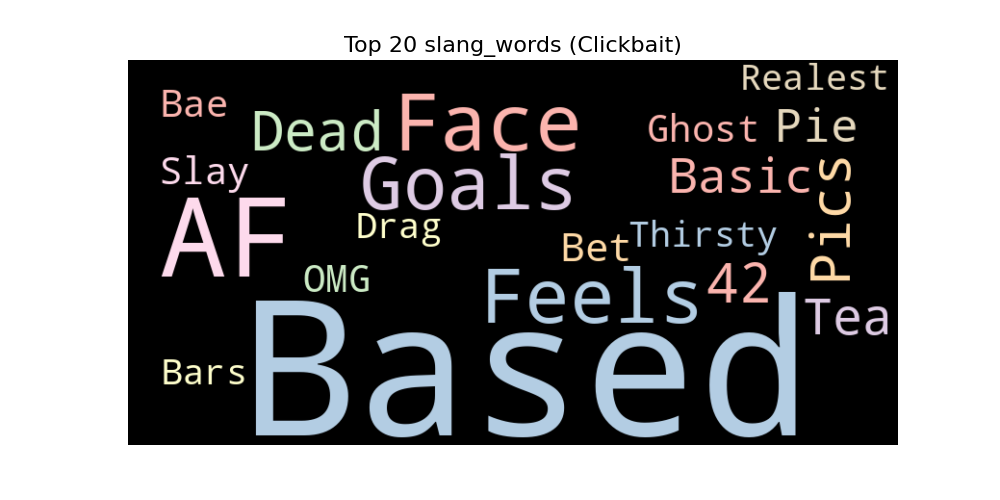 Top 20 slang_words (Clickbait)
Realest
Bae
Dead
Face
Ghost
Pie
Slay
Goals
Basic
Pics
AF
Drag
Bet
Thirsty
OMG
Feels
42
Tea
Bars
Based